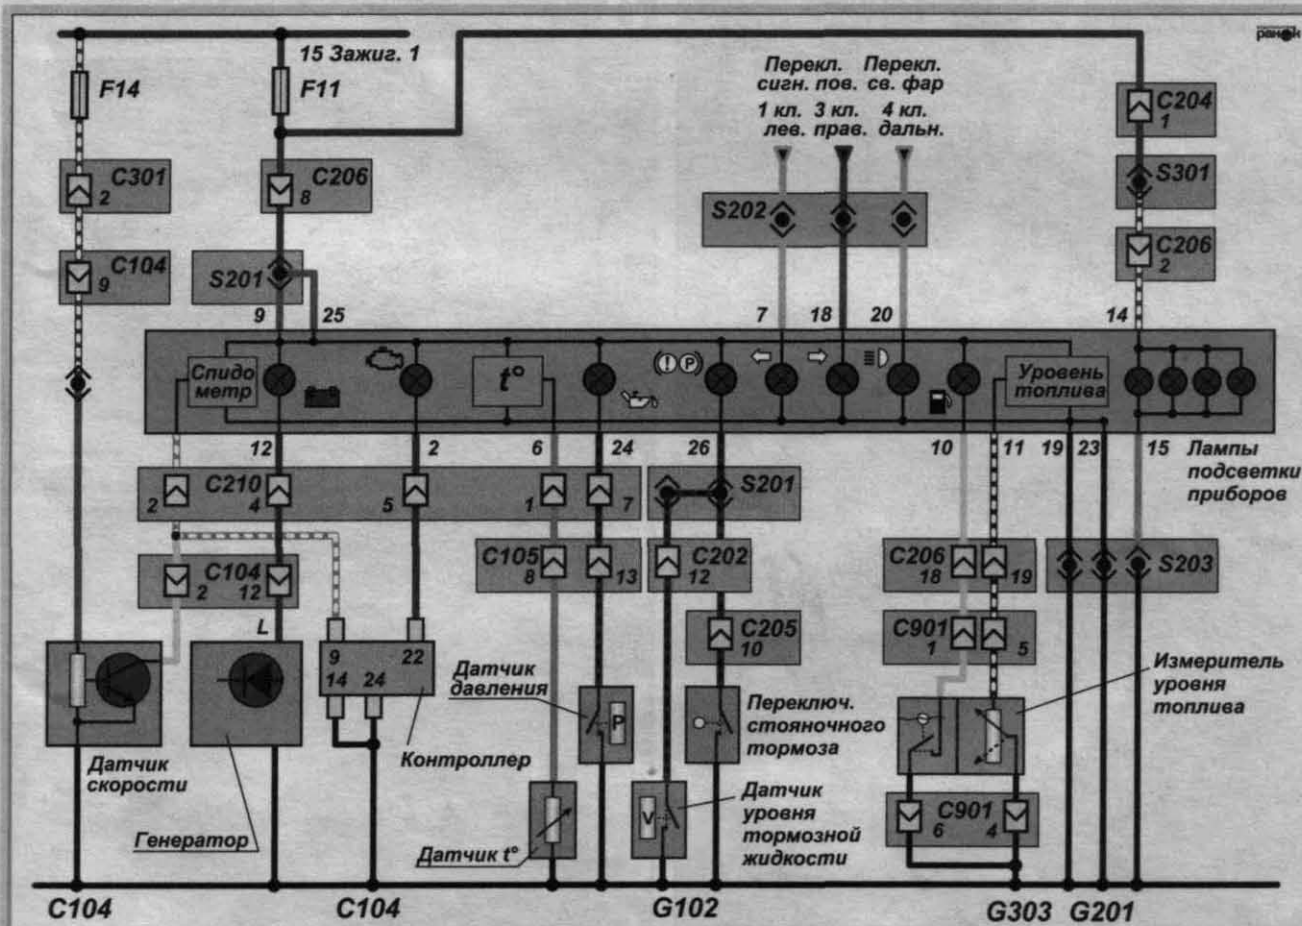 ранок
15 Зажиг. 1
F14
F11
Перекл. Перекл.
сигн. пов. св. фар
1 кл. 3 кл. 4 кл.
лев. прав. дальн.
C204
1
C301
2
C206
8
S301
S202
C104
9
S201
C206
2
9 25 7 18 20 14
Спидо
метр
t°
P
Уровень
топлива
12 2 6 24 26 10 11 19 23 15
Лампы
подсветки
приборов
C210
2 4 5 1 7
S201
C104
2 12
C105
8 13
C202
12
C206
18 19
S203
L
C205
10
C901
1 5
9 22
14 24
Датчик
давления
P
Переключ.
стояночного
тормоза
Измеритель
уровня
топлива
Датчик
скорости
Контроллер
V
Датчик
уровня
тормозной
жидкости
C901
6 4
Генератор
Датчик t°
C104 C104 G102 G303 G201